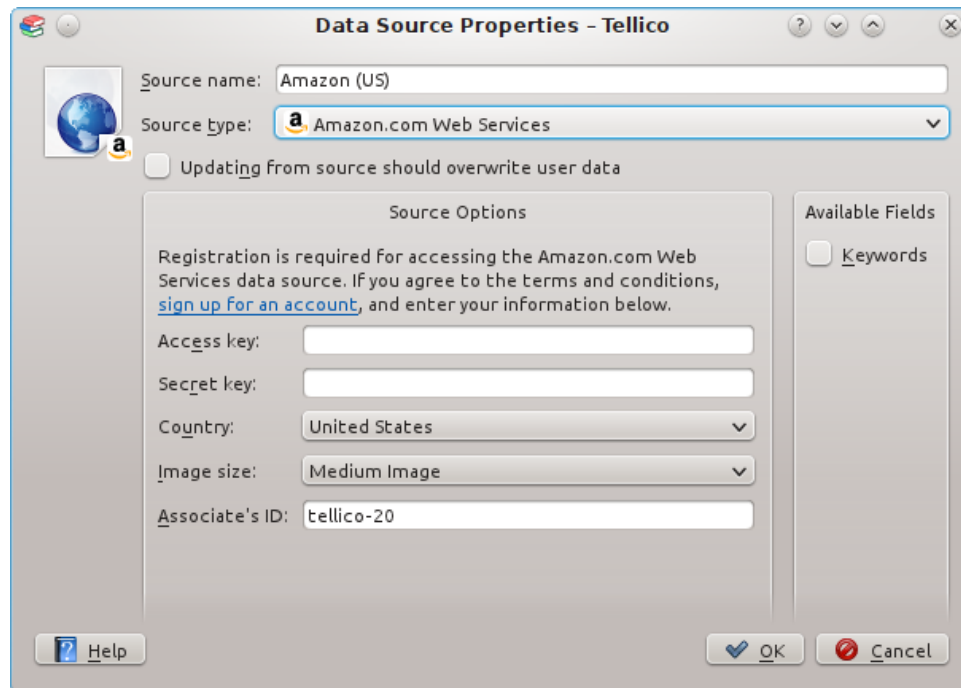 Data Source Properties – Tellico
Source name: Amazon (US)
Source type: Amazon.com Web Services
Updating from source should overwrite user data
Source Options
Registration is required for accessing the Amazon.com Web
Services data source. If you agree to the terms and conditions,
sign up for an account, and enter your information below.
Access key:
Secret key:
Country: United States
Image size: Medium Image
Associate's ID: tellico-20
Available Fields
Keywords
Help
OK
Cancel